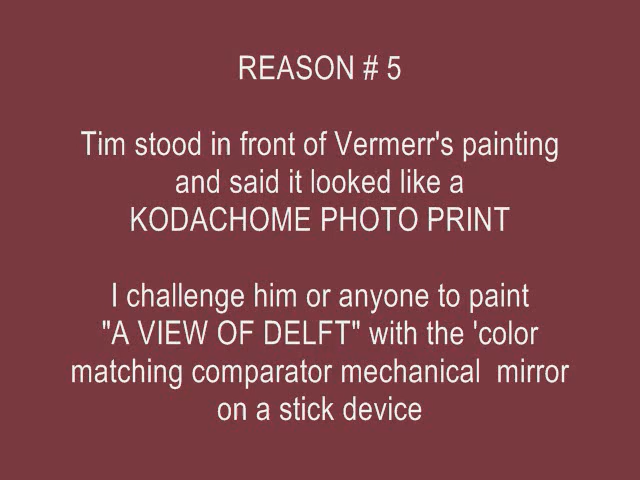 REASON # 5
Tim stood in front of Vermerr's painting
and said it looked like a
KODACHOME PHOTO PRINT
I challenge him or anyone to paint
"A VIEW OF DELFT" with the 'color
matching comparator mechanical  mirror
on a stick device